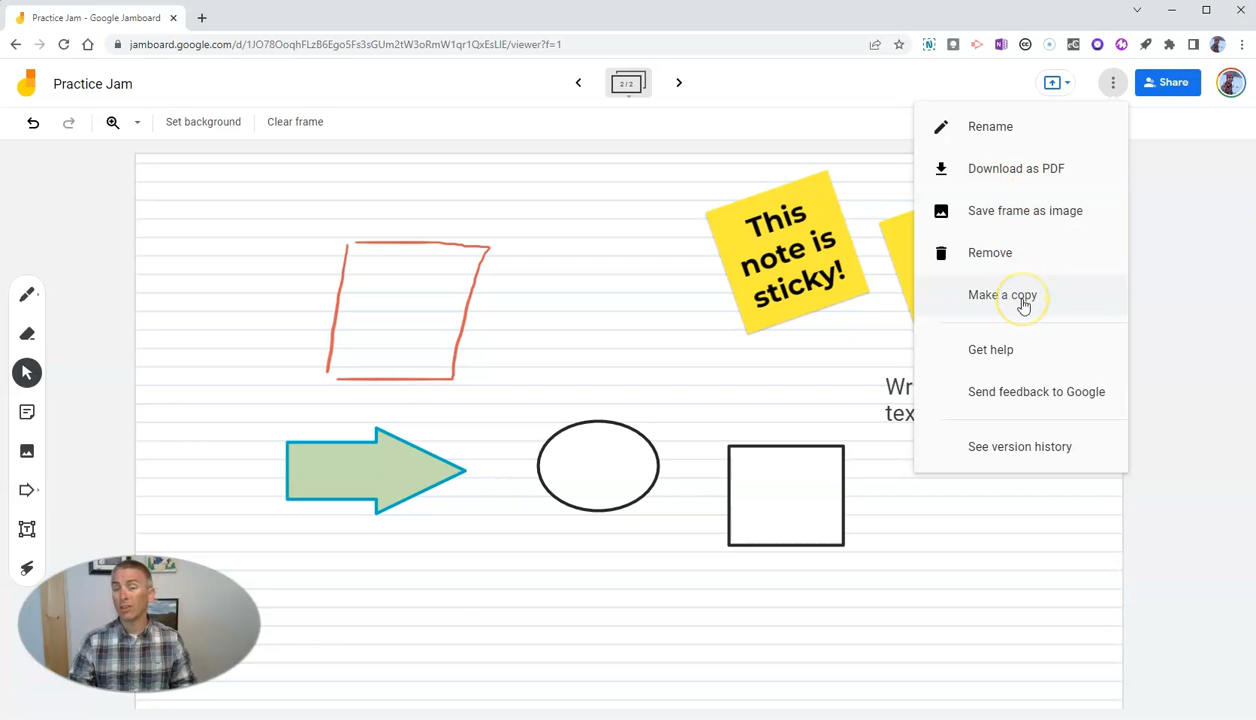 Practice Jam - Google Jamboard
jamboard.google.com/d/1JO78OoqhFLzB6Ego5Fs3sGUm2tW3oRmW1qr1QxEsLlE/viewer?f=1
Practice Jam
2 / 2
Share
Set background
Clear frame
Rename
Download as PDF
Save frame as image
Remove
Make a copy
Get help
Send feedback to Google
See version history
This
note is
sticky!
Wr
tex